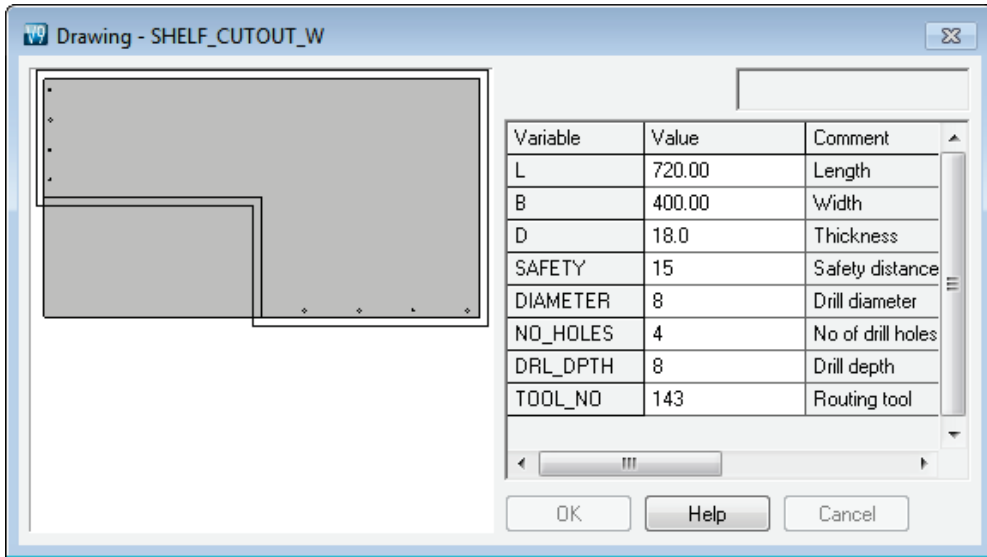 V9 Drawing - SHELF_CUTOUT_W
Variable Value Comment
L 720.00 Length
B 400.00 Width
D 18.0 Thickness
SAFETY 15 Safety distance
DIAMETER 8 Drill diameter
NO_HOLES 4 No of drill holes
DRL_DPTH 8 Drill depth
TOOL_NO 143 Routing tool
OK Help Cancel